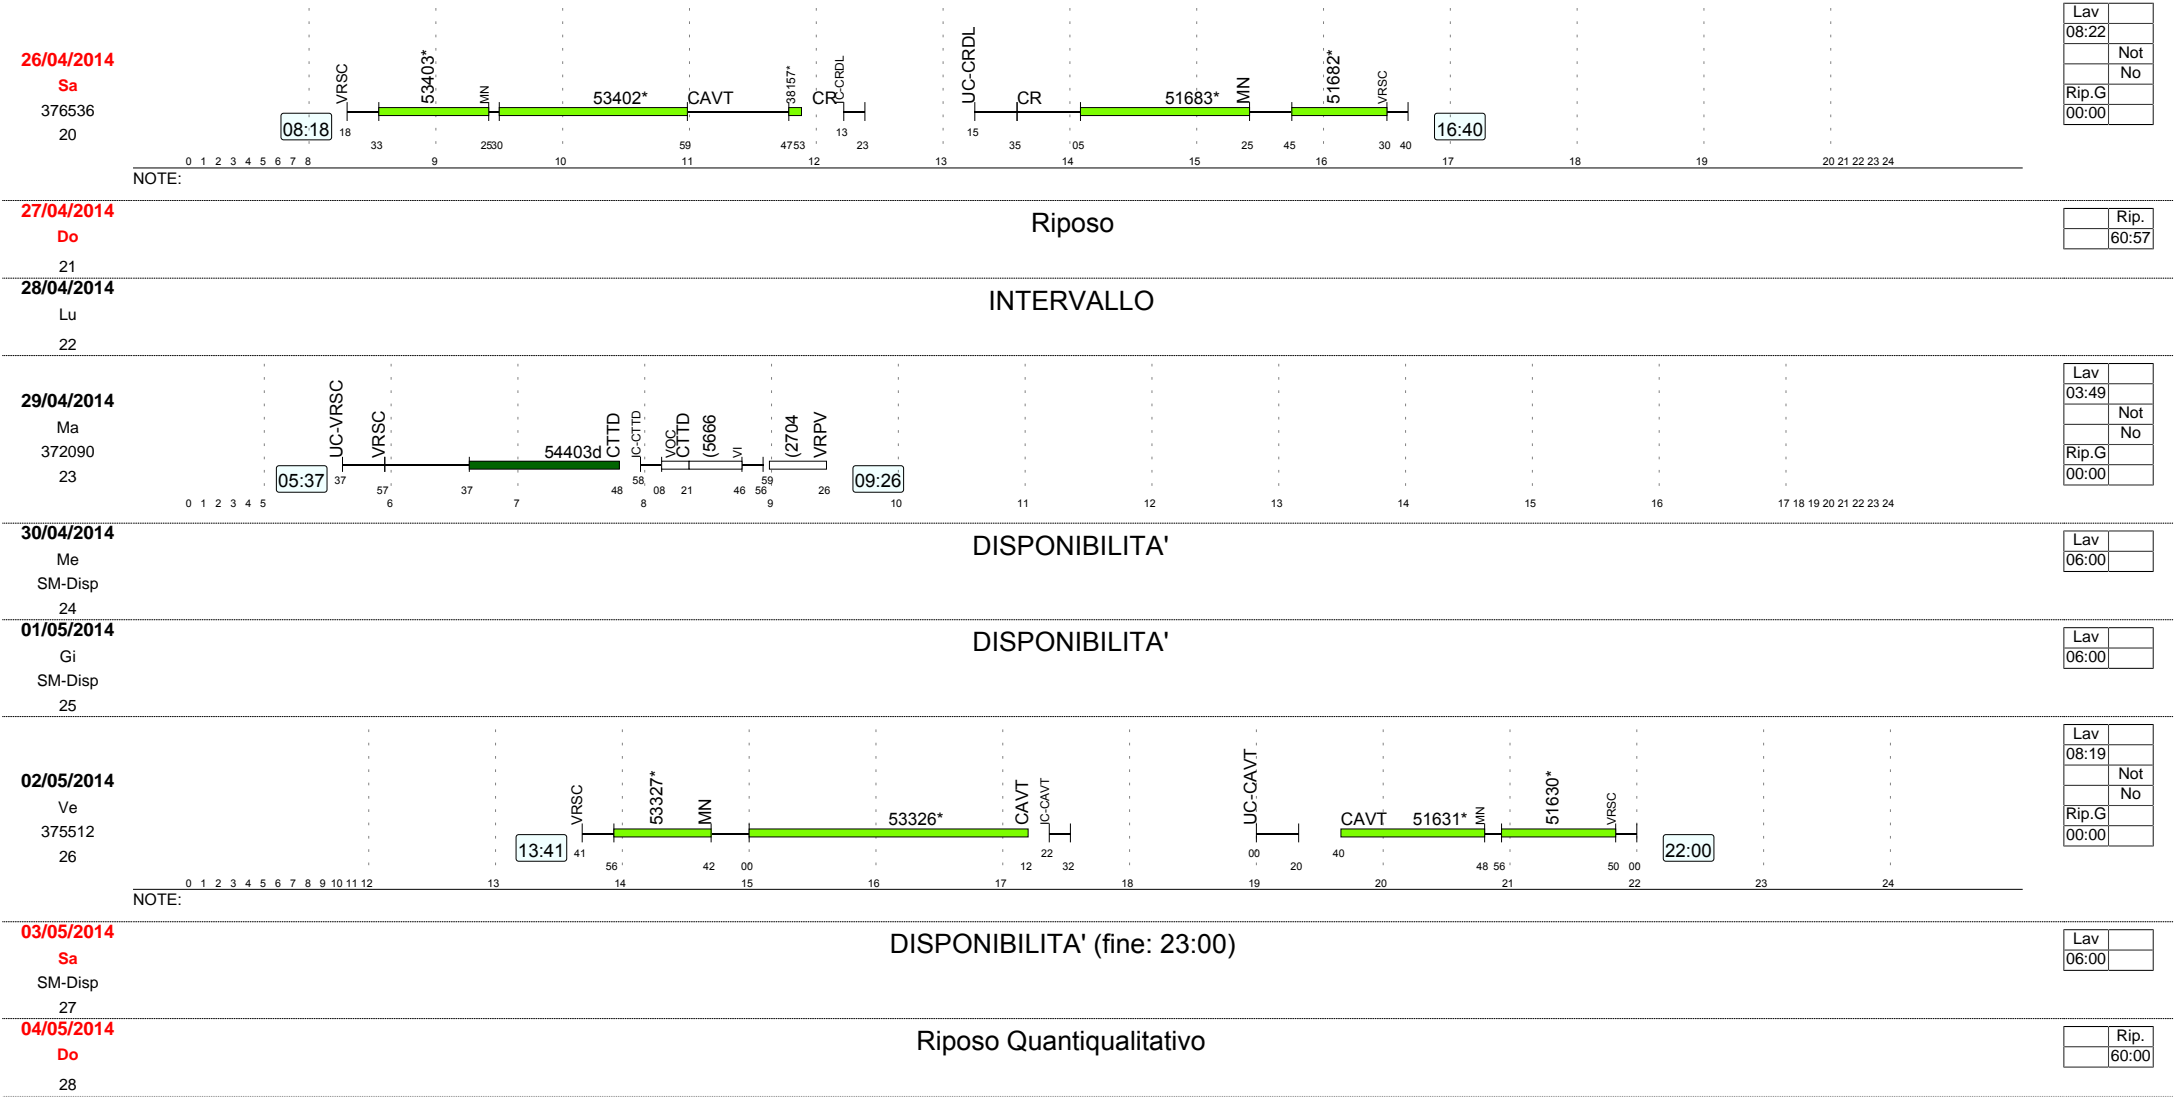 26/04/2014
Sa
376536
20
08:18
VRSC 53403* MN 53402* CAVT 38157* CR IC-CRDL UC-CRDL CR 51683* MN 51682* VRSC
16:40
18 33 25 30 59 47 53 13 23 15 35 05 25 45 30 40
0 1 2 3 4 5 6 7 8 9 10 11 12 13 14 15 16 17 18 19 20 21 22 23 24
NOTE:
Lav
08:22
Not
No
Rip.G
00:00
27/04/2014
Do
21
Riposo
Rip.
60:57
28/04/2014
Lu
22
INTERVALLO
29/04/2014
Ma
372090
23
05:37
UC-VRSC VRSC 54403d CTTD IC-CTTD VOC CTTD (5666 VI (2704 VRPV
09:26
37 57 37 48 58 08 21 46 56 59 26
0 1 2 3 4 5 6 7 8 9 10 11 12 13 14 15 16 17 18 19 20 21 22 23 24
Lav
03:49
Not
No
Rip.G
00:00
30/04/2014
Me
SM-Disp
24
DISPONIBILITA'
Lav
06:00
01/05/2014
Gi
SM-Disp
25
DISPONIBILITA'
Lav
06:00
02/05/2014
Ve
375512
26
13:41
VRSC 53327* MN 53326* CAVT IC-CAVT UC-CAVT CAVT 51631* MN 51630* VRSC
22:00
41 56 42 00 12 22 32 00 20 40 48 56 50 00
0 1 2 3 4 5 6 7 8 9 10 11 12 13 14 15 16 17 18 19 20 21 22 23 24
NOTE:
Lav
08:19
Not
No
Rip.G
00:00
03/05/2014
Sa
SM-Disp
27
DISPONIBILITA' (fine: 23:00)
Lav
06:00
04/05/2014
Do
28
Riposo Quantiqualitativo
Rip.
60:00